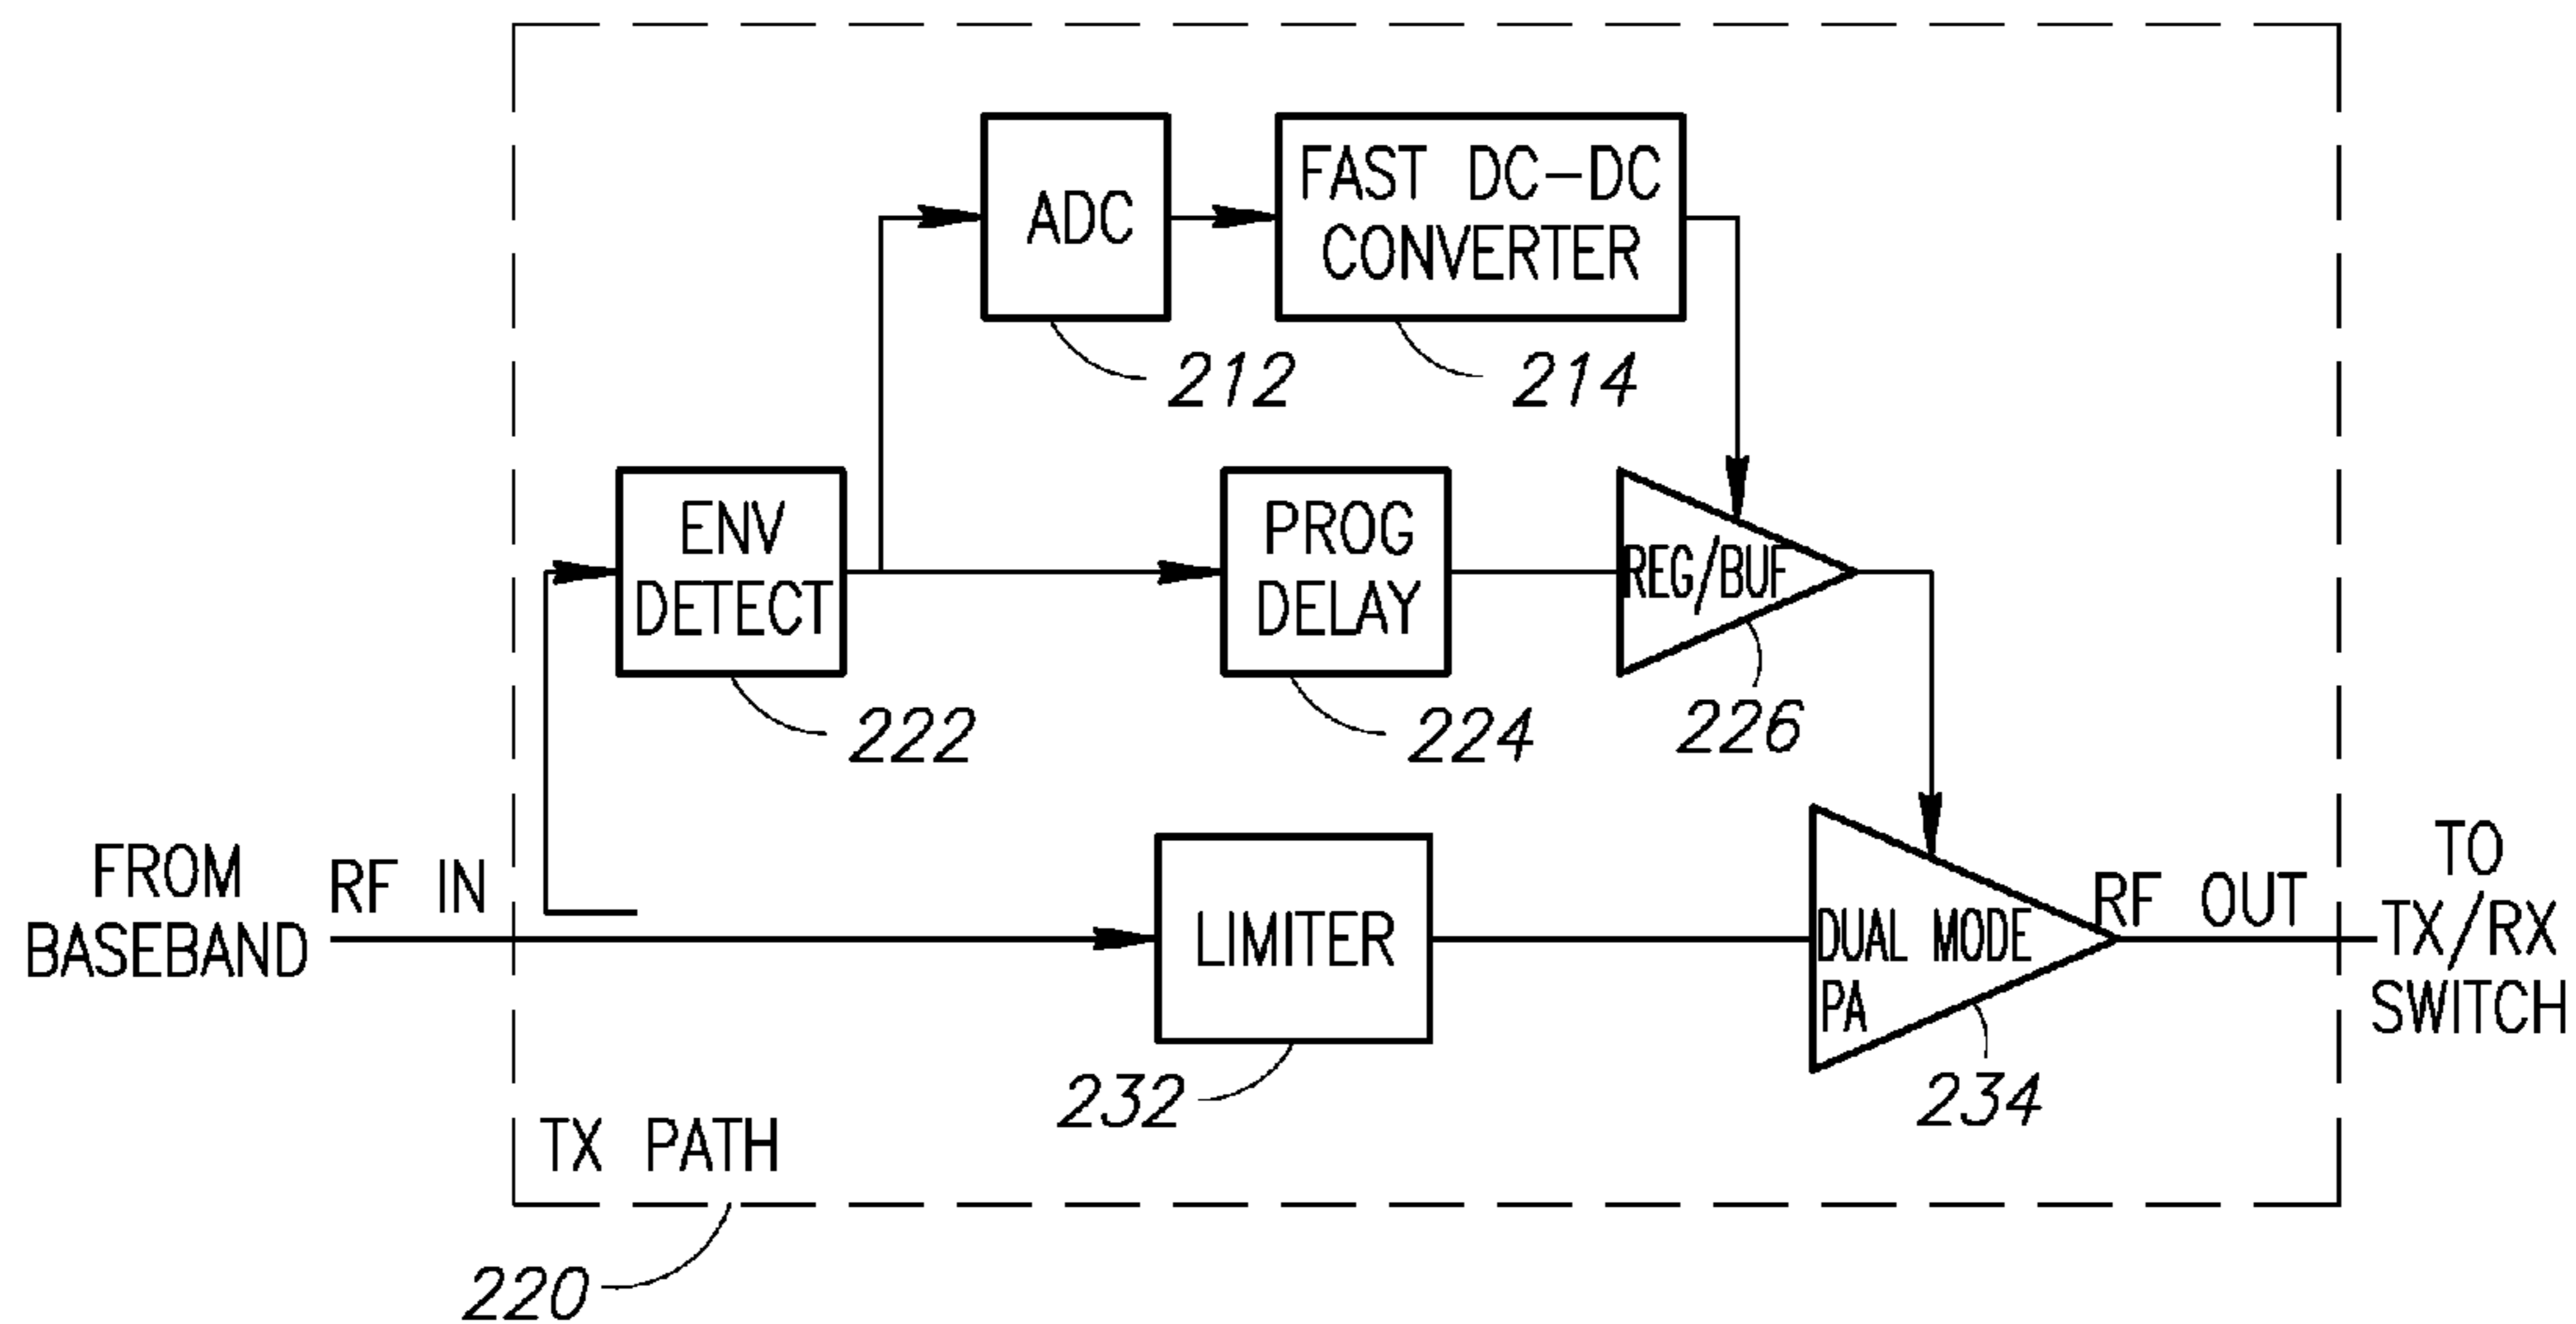 ADC
FAST DC-DC
CONVERTER
212
214
ENV
DETECT
PROG
DELAY
REG/BUF
222
224
226
FROM
BASEBAND
RF IN
LIMITER
DUAL MODE
PA
RF OUT
TO
TX/RX
SWITCH
232
234
TX PATH
220